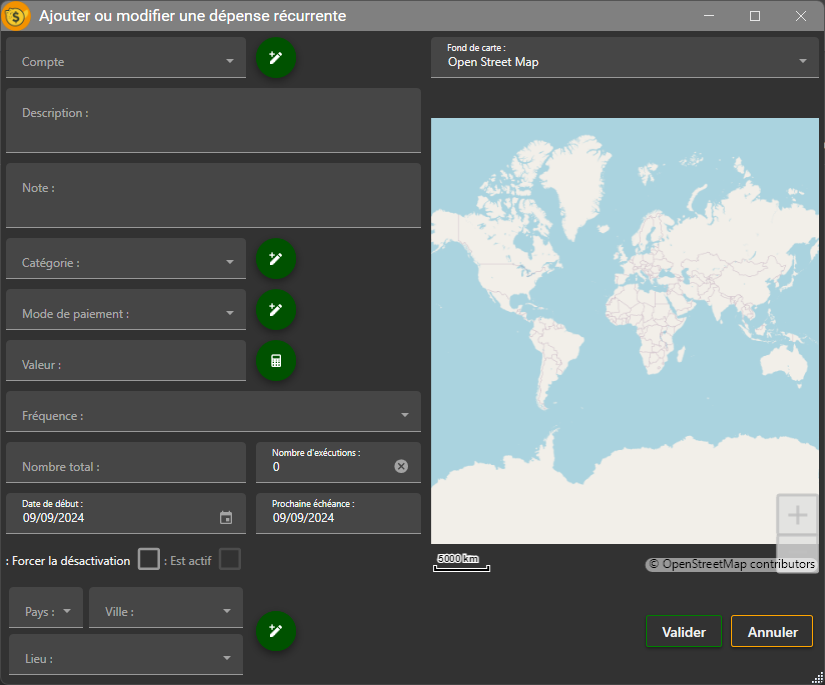 Ajouter ou modifier une dépense récurrente
Compte
Fond de carte :
Open Street Map
Description :
Note :
Catégorie :
Mode de paiement :
Valeur :
Fréquence :
Nombre total :
Nombre d'exécutions :
0
Date de début :
09/09/2024
Prochaine échéance :
09/09/2024
: Forcer la désactivation
: Est actif
5000 km
© OpenStreetMap contributors
Pays :
Ville :
Lieu :
Valider
Annuler